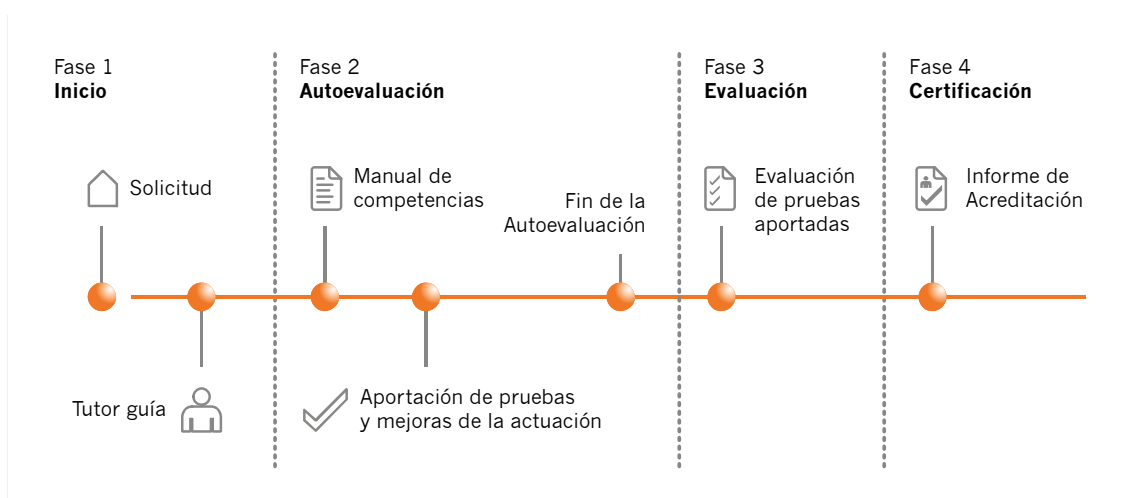 Fase 1
Inicio
Fase 2
Autoevaluación
Fase 3
Evaluación
Fase 4
Certificación
Solicitud
Manual de
competencias
Fin de la
Autoevaluación
Evaluación
de pruebas
aportadas
Informe de
Acreditación
Tutor guía
Aportación de pruebas
y mejoras de la actuación